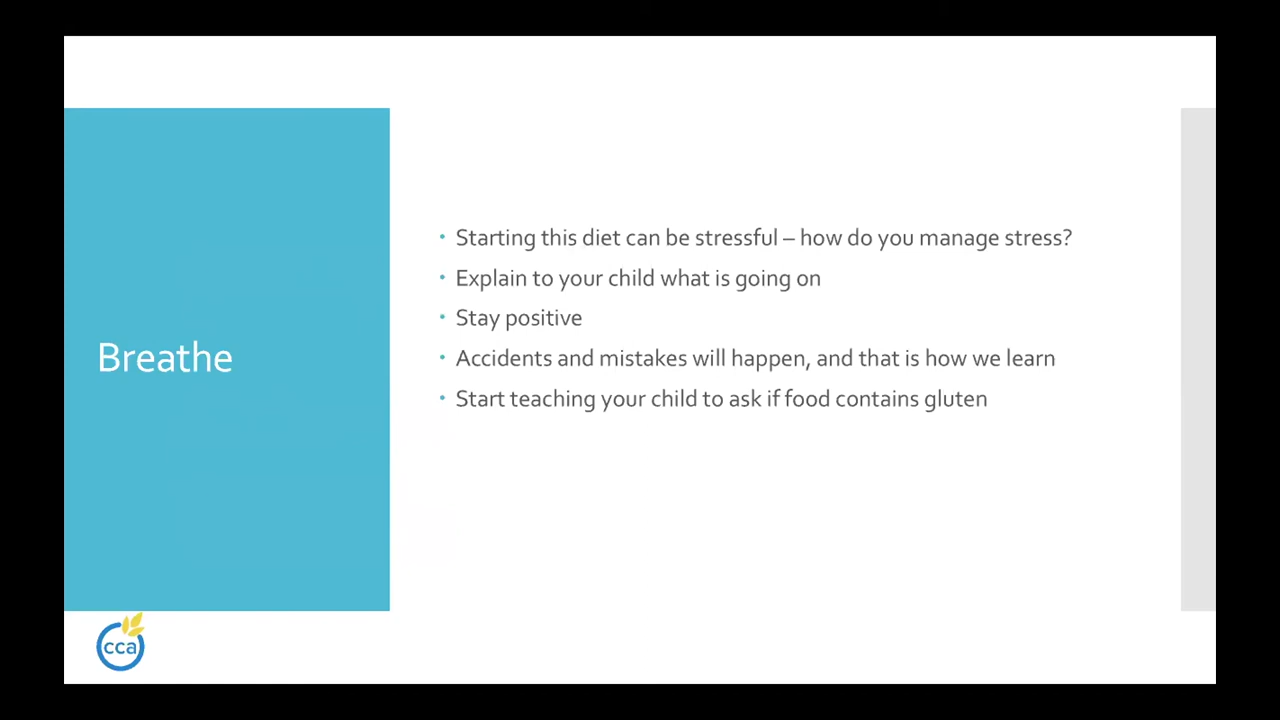 Breathe
• Starting this diet can be stressful – how do you manage stress?
• Explain to your child what is going on
• Stay positive
• Accidents and mistakes will happen, and that is how we learn
• Start teaching your child to ask if food contains gluten
cca